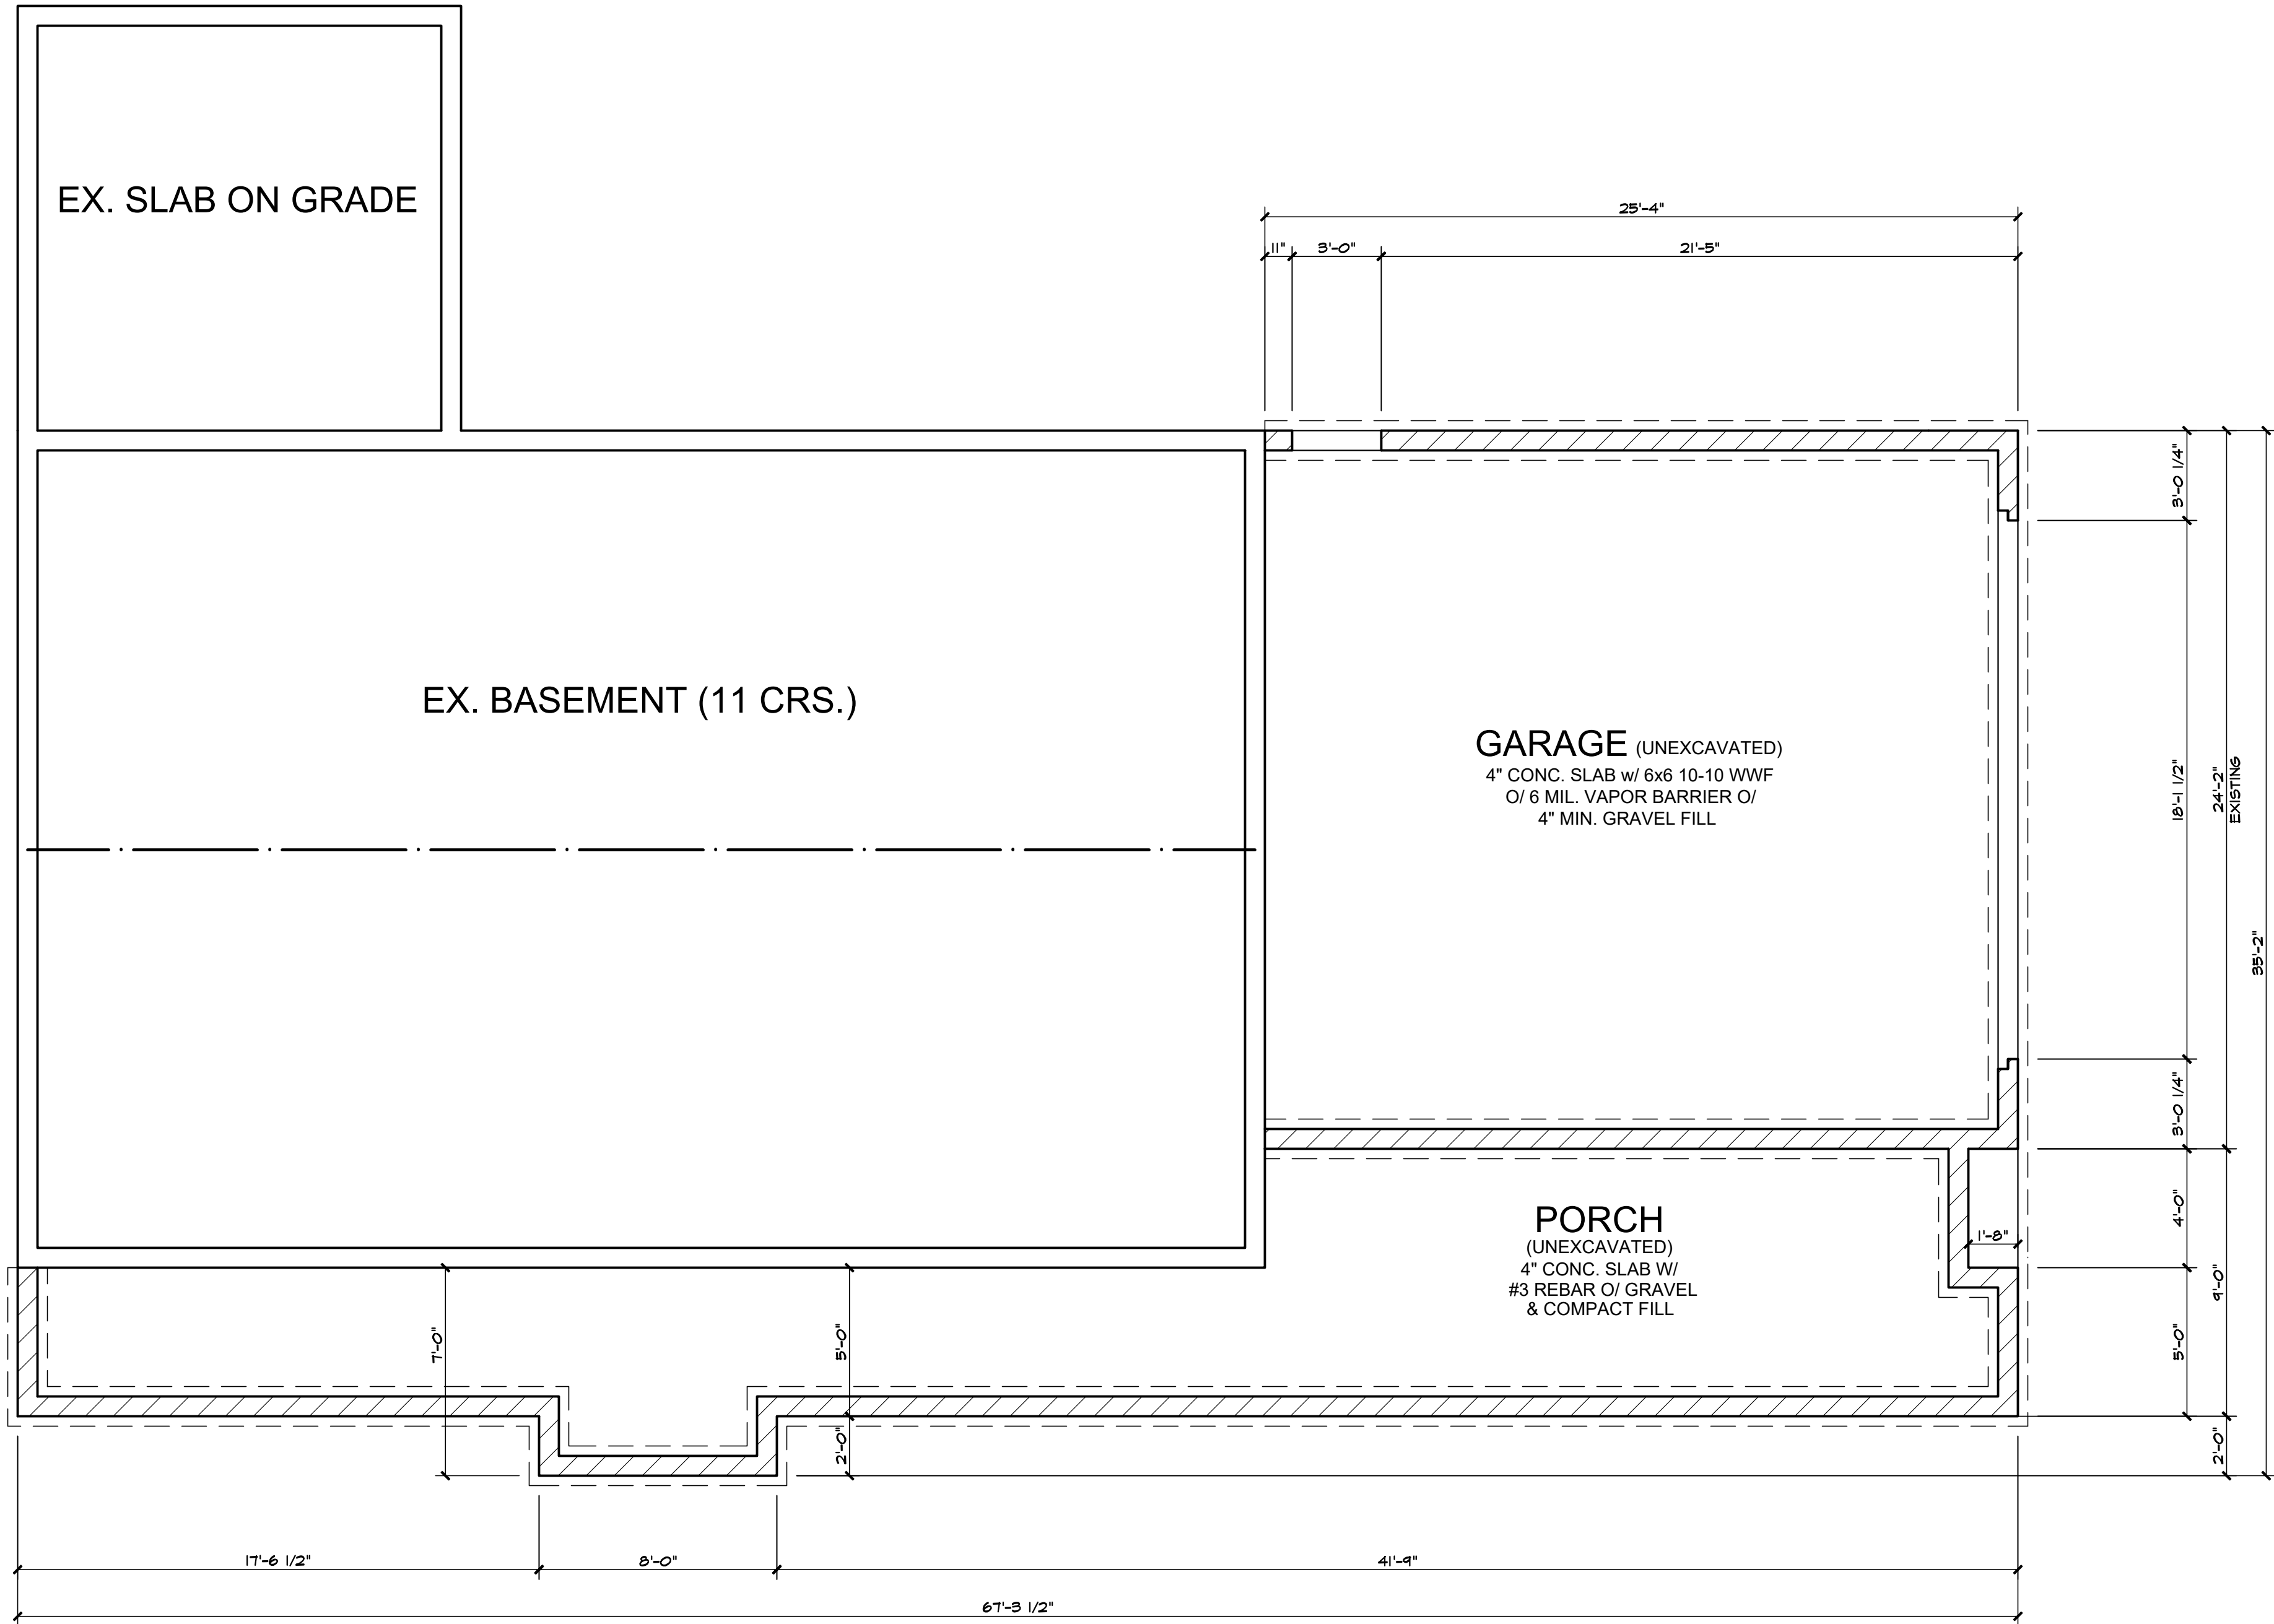 EX. SLAB ON GRADE
25'-4"
11"
3'-0"
21'-5"
3'-0 1/4"
EX. BASEMENT (11 CRS.)
GARAGE (UNEXCAVATED)
4" CONC. SLAB w/ 6x6 10-10 WWF
O/ 6 MIL. VAPOR BARRIER O/
4" MIN. GRAVEL FILL
18'-1 1/2"
24'-2"
EXISTING
35'-2"
3'-0 1/4"
PORCH
(UNEXCAVATED)
4" CONC. SLAB W/
#3 REBAR O/ GRAVEL
& COMPACT FILL
4'-0"
1'-8"
9'-0"
7'-0"
5'-0"
5'-0"
2'-0"
2'-0"
17'-6 1/2"
8'-0"
41'-9"
67'-3 1/2"